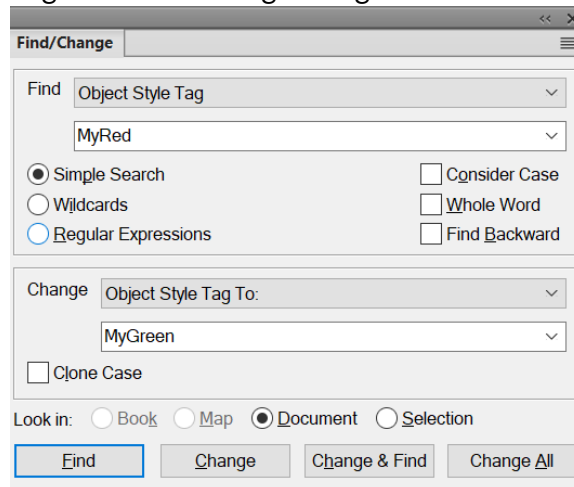 Find/Change
Find Object Style Tag
MyRed
Simple Search Consider Case
Wildcards Whole Word
Regular Expressions Find Backward
Change Object Style Tag To:
MyGreen
Clone Case
Look in: Book Map Document Selection
Find Change Change & Find Change All